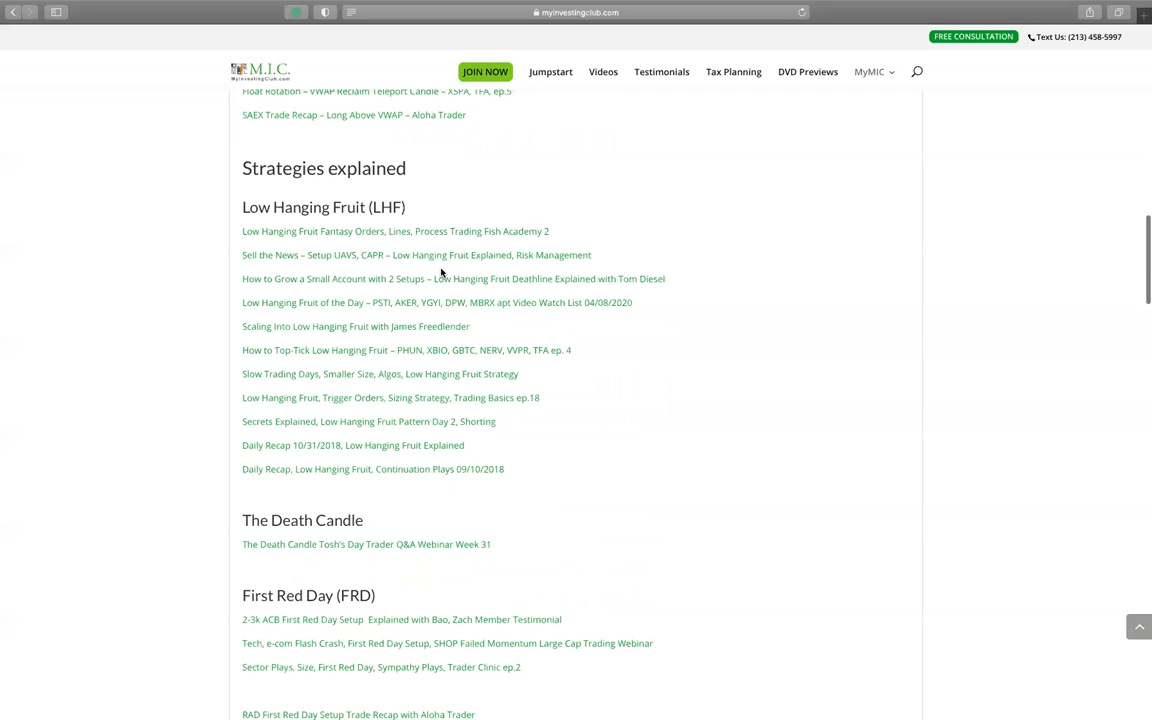 myinvestingclub.com
FREE CONSULTATION
Text Us: (213) 458-5997
M.I.C.
MyInvestingClub.com
JOIN NOW
Jumpstart
Videos
Testimonials
Tax Planning
DVD Previews
MyMIC
Float Rotation – VWAP Reclaim Teleport Candle – XSPA, TFA, ep.5
SAEX Trade Recap – Long Above VWAP – Aloha Trader
Strategies explained
Low Hanging Fruit (LHF)
Low Hanging Fruit Fantasy Orders, Lines, Process Trading Fish Academy 2
Sell the News – Setup UAVS, CAPR – Low Hanging Fruit Explained, Risk Management
How to Grow a Small Account with 2 Setups – Low Hanging Fruit Deathline Explained with Tom Diesel
Low Hanging Fruit of the Day – PSTI, AKER, YGYI, DPW, MBRX apt Video Watch List 04/08/2020
Scaling Into Low Hanging Fruit with James Freedlender
How to Top-Tick Low Hanging Fruit – PHUN, XBIO, GBTC, NERV, VVPR, TFA ep. 4
Slow Trading Days, Smaller Size, Algos, Low Hanging Fruit Strategy
Low Hanging Fruit, Trigger Orders, Sizing Strategy, Trading Basics ep.18
Secrets Explained, Low Hanging Fruit Pattern Day 2, Shorting
Daily Recap 10/31/2018, Low Hanging Fruit Explained
Daily Recap, Low Hanging Fruit, Continuation Plays 09/10/2018
The Death Candle
The Death Candle Tosh's Day Trader Q&A Webinar Week 31
First Red Day (FRD)
2-3k ACB First Red Day Setup Explained with Bao, Zach Member Testimonial
Tech, e-com Flash Crash, First Red Day Setup, SHOP Failed Momentum Large Cap Trading Webinar
Sector Plays, Size, First Red Day, Sympathy Plays, Trader Clinic ep.2
RAD First Red Day Setup Trade Recap with Aloha Trader